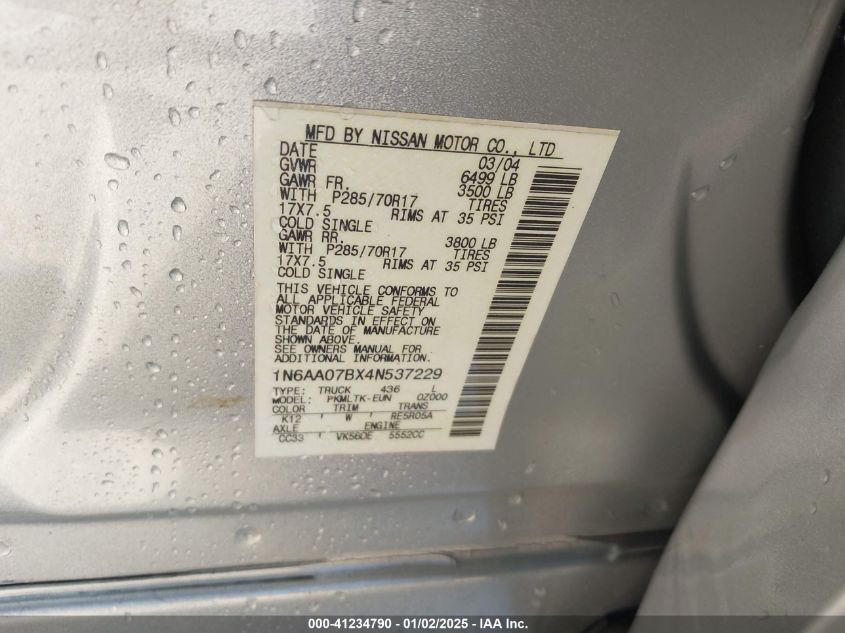 MFD BY NISSAN MOTOR CO., LTD
DATE 03/04
GVWR 6499 LB
GAWR FR. 3500 LB
WITH P285/70R17 TIRES
17X7.5 RIMS AT 35 PSI
COLD SINGLE
GAWR RR. 3800 LB
WITH P285/70R17 TIRES
17X7.5 RIMS AT 35 PSI
COLD SINGLE
THIS VEHICLE CONFORMS TO
ALL APPLICABLE FEDERAL
MOTOR VEHICLE SAFETY
STANDARDS IN EFFECT ON
THE DATE OF MANUFACTURE
SHOWN ABOVE.
SEE OWNERS MANUAL FOR
ADDITIONAL INFORMATION.
1N6AA07BX4N537229
TYPE: TRUCK 436 L
MODEL: PKMLTK-EUN 0Z000
COLOR TRIM TRANS
K12 W RE5R05A
AXLE ENGINE
CC33 VK56DE 5552CC
000-41234790 - 01/02/2025 - IAAI.com